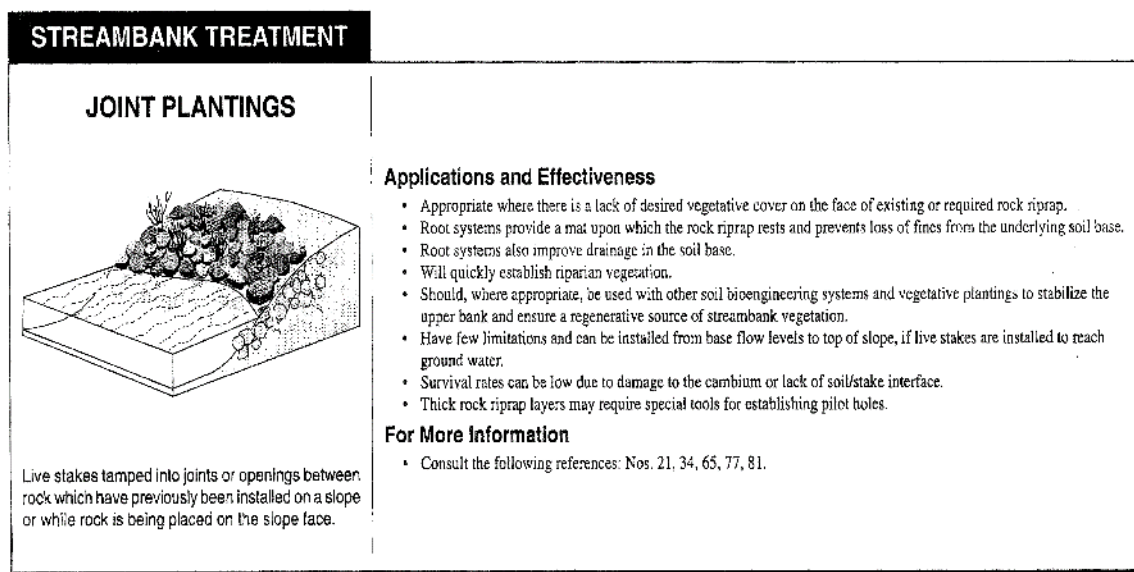 STREAMBANK TREATMENT
JOINT PLANTINGS
Live stakes tamped into joints or openings between
rock which have previously been installed on a slope
or while rock is being placed on the slope face.
Applications and Effectiveness
• Appropriate where there is a lack of desired vegetative cover on the face of existing or required rock riprap.
• Root systems provide a mat upon which the rock riprap rests and prevents loss of fines from the underlying soil base.
• Root systems also improve drainage in the soil base.
• Will quickly establish riparian vegetation.
• Should, where appropriate, be used with other soil bioengineering systems and vegetative plantings to stabilize the
upper bank and ensure a regenerative source of streambank vegetation.
• Have few limitations and can be installed from base flow levels to top of slope, if live stakes are installed to reach
ground water.
• Survival rates can be low due to damage to the cambium or lack of soil/stake interface.
• Thick rock riprap layers may require special tools for establishing pilot holes.
For More Information
• Consult the following references: Nos. 21, 34, 65, 77, 81.